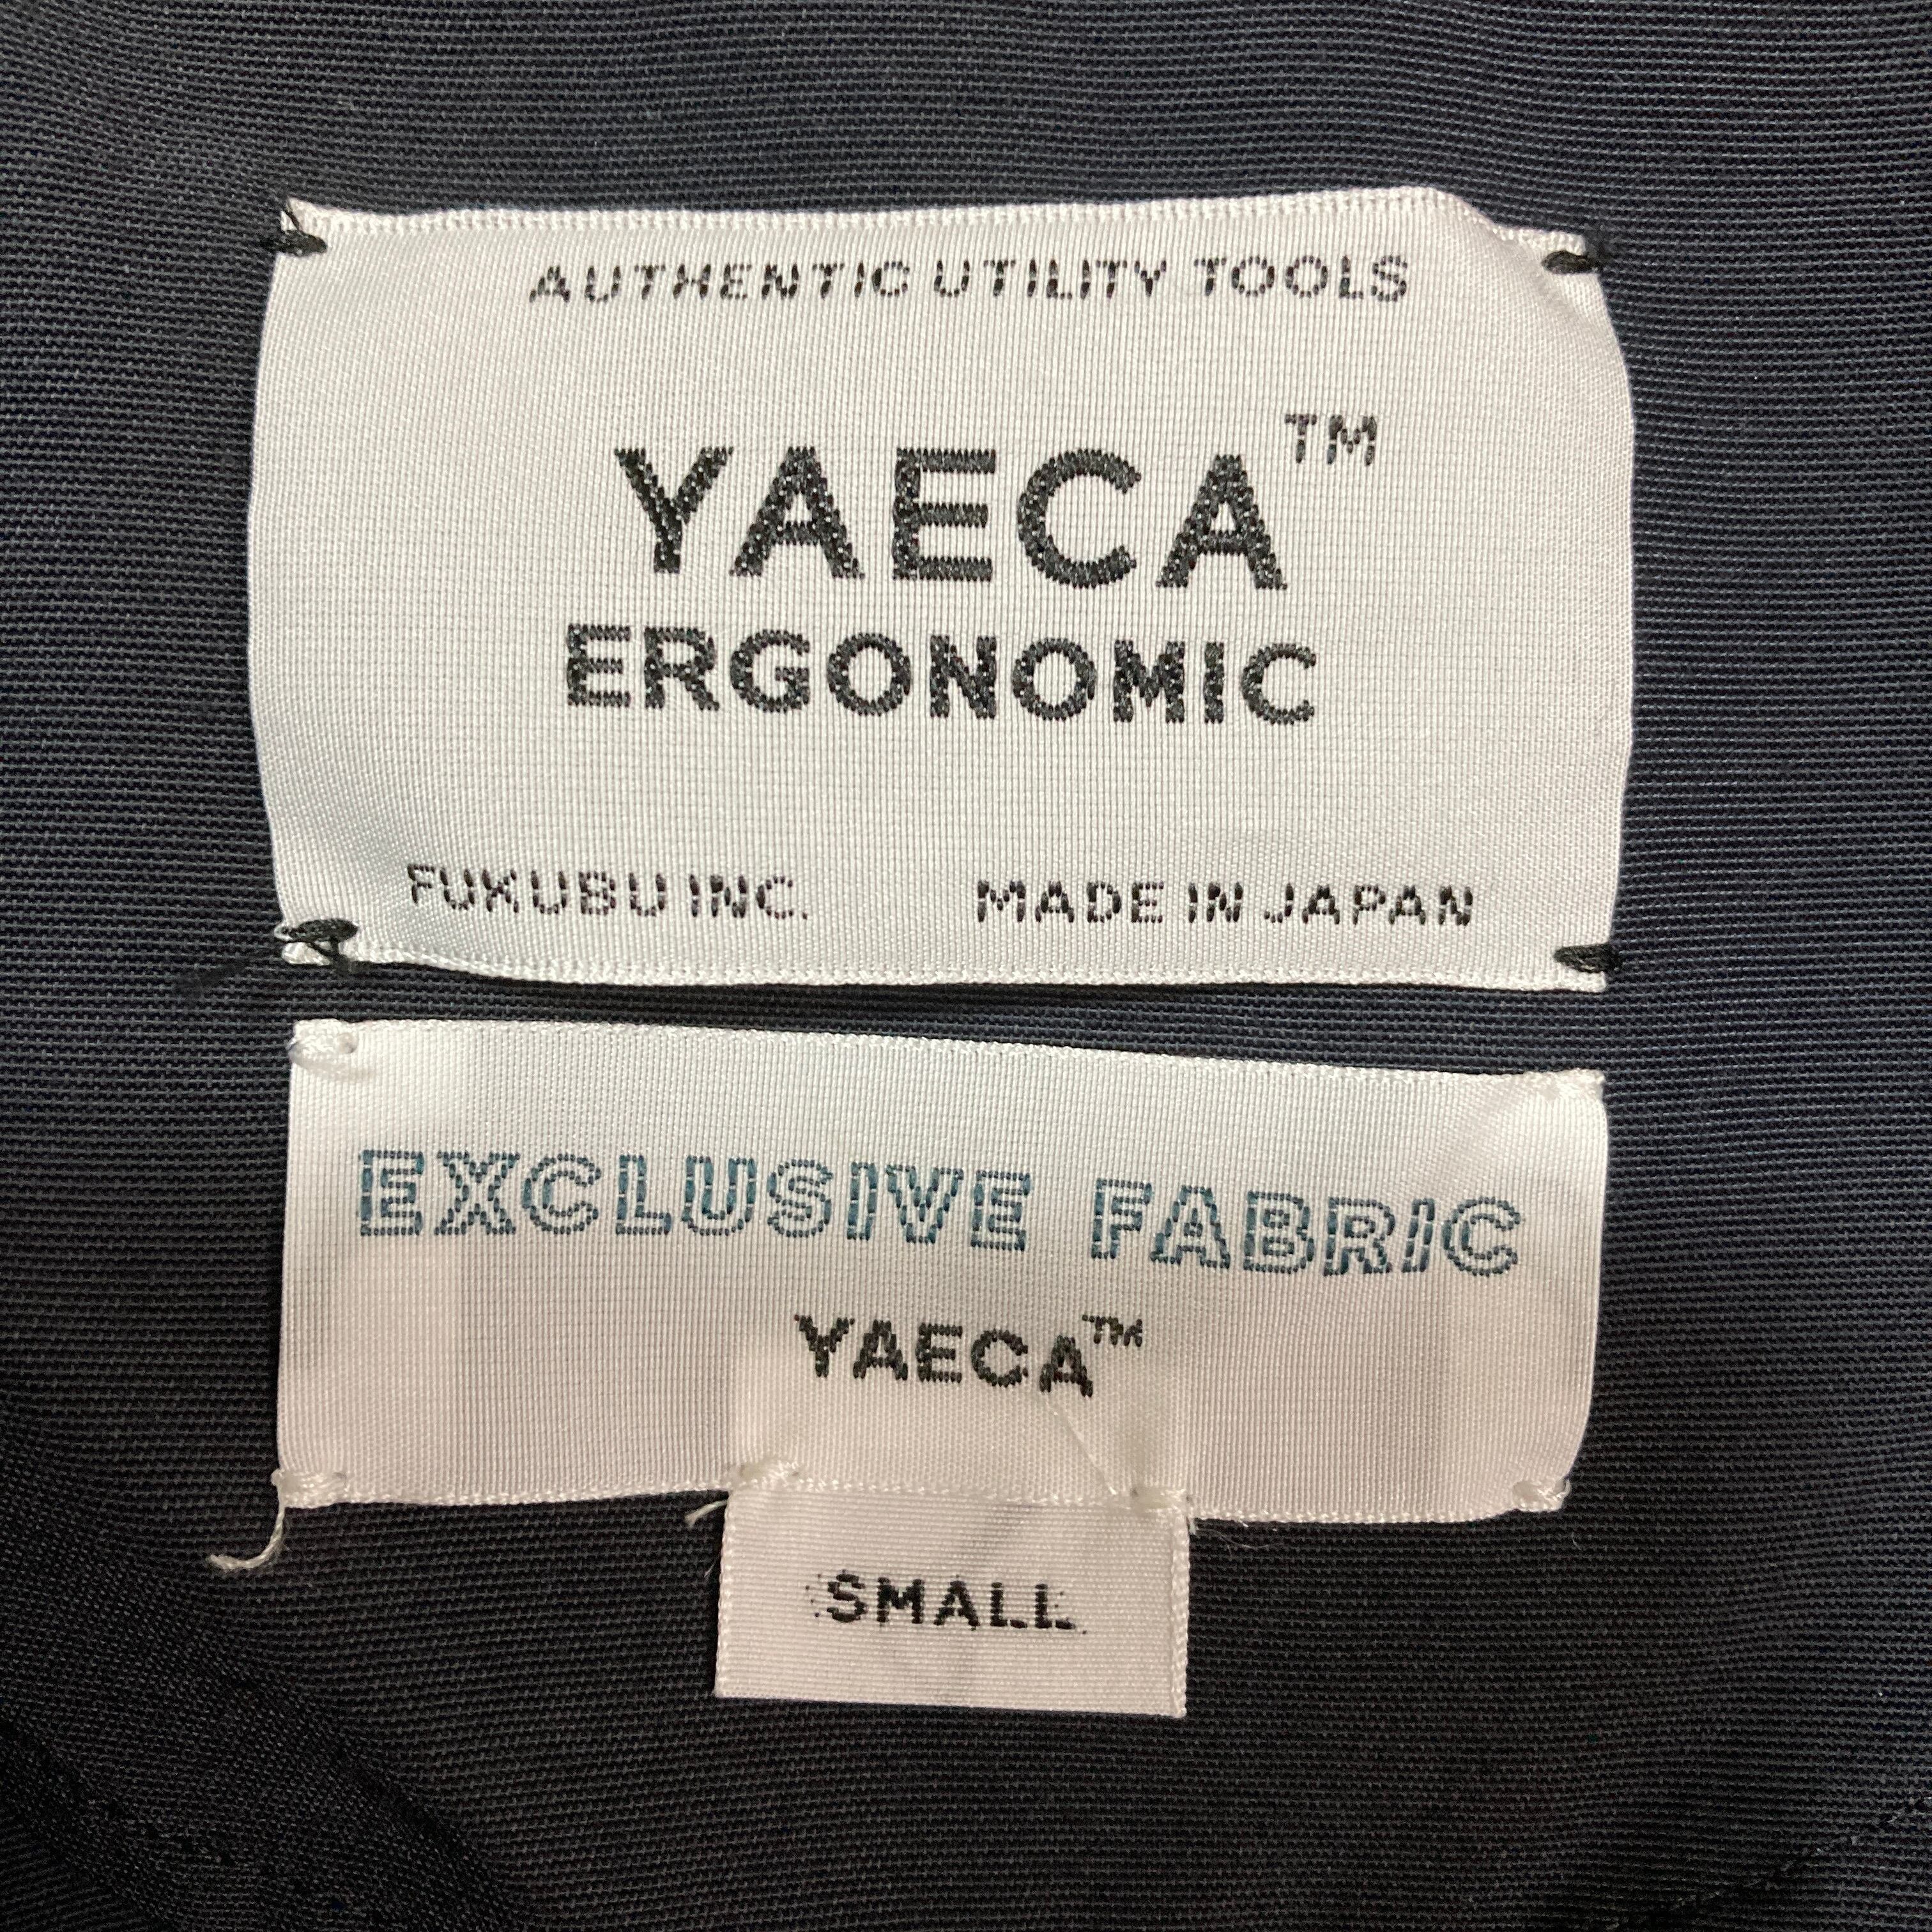 AUTHENTIC UTILITY TOOLS
YAECA™
ERGONOMIC
FUKUBU INC. MADE IN JAPAN
EXCLUSIVE FABRIC
YAECA™
SMALL